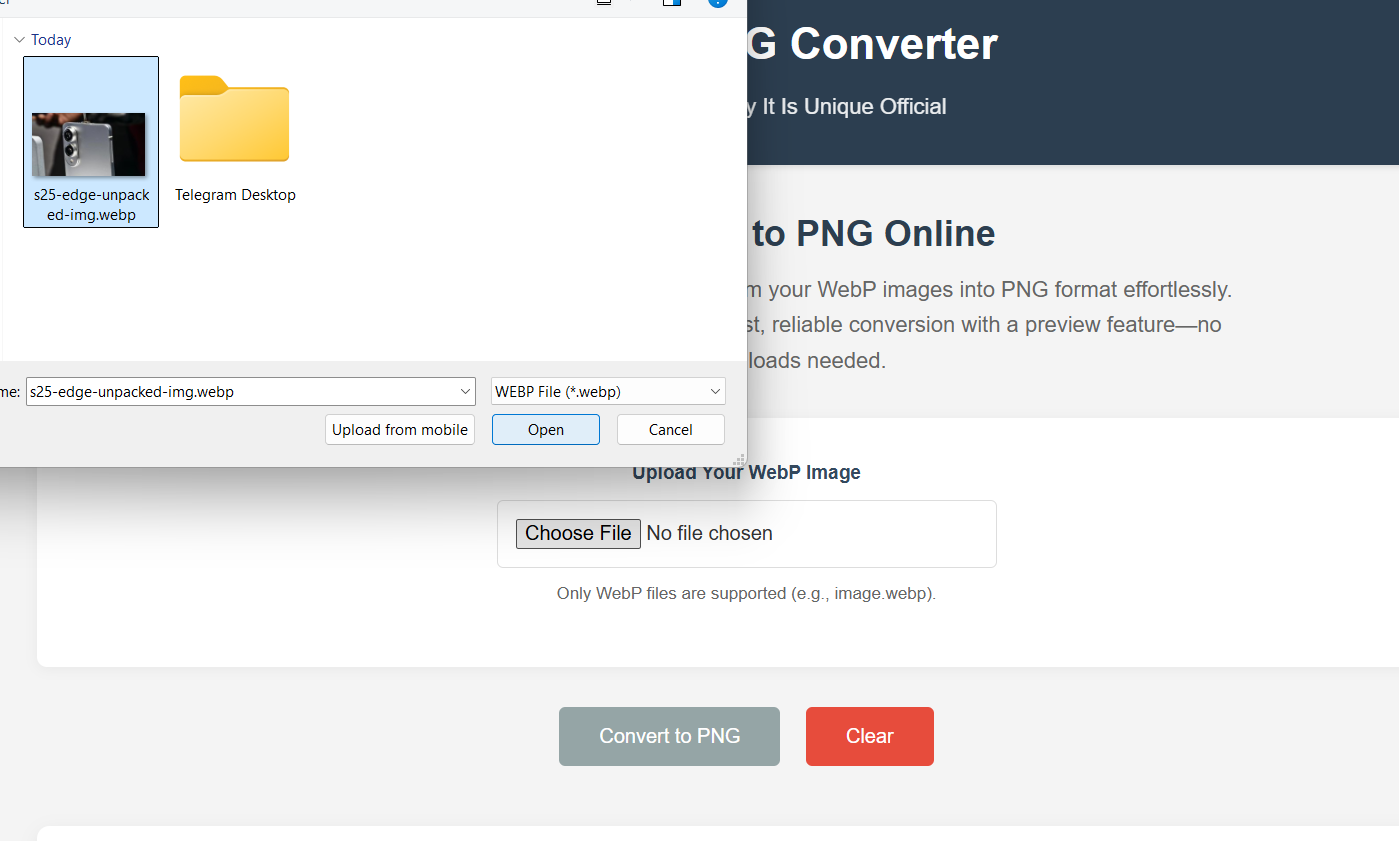 Today
s25-edge-unpack
ed-img.webp
Telegram Desktop
me:
s25-edge-unpacked-img.webp
WEBP File (*.webp)
Upload from mobile
Open
Cancel
G Converter
y It Is Unique Official
to PNG Online
m your WebP images into PNG format effortlessly.
st, reliable conversion with a preview feature—no
loads needed.
Upload Your WebP Image
Choose File No file chosen
Only WebP files are supported (e.g., image.webp).
Convert to PNG
Clear